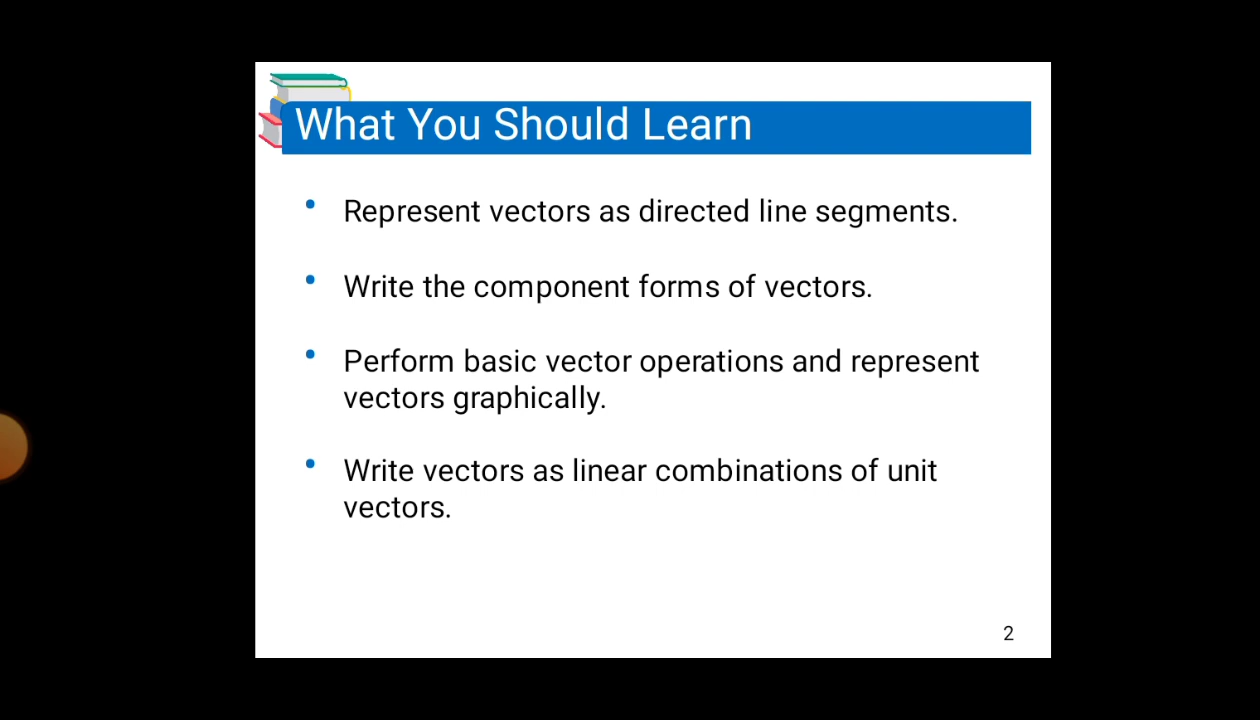 What You Should Learn
• Represent vectors as directed line segments.
• Write the component forms of vectors.
• Perform basic vector operations and represent
vectors graphically.
• Write vectors as linear combinations of unit
vectors.
2